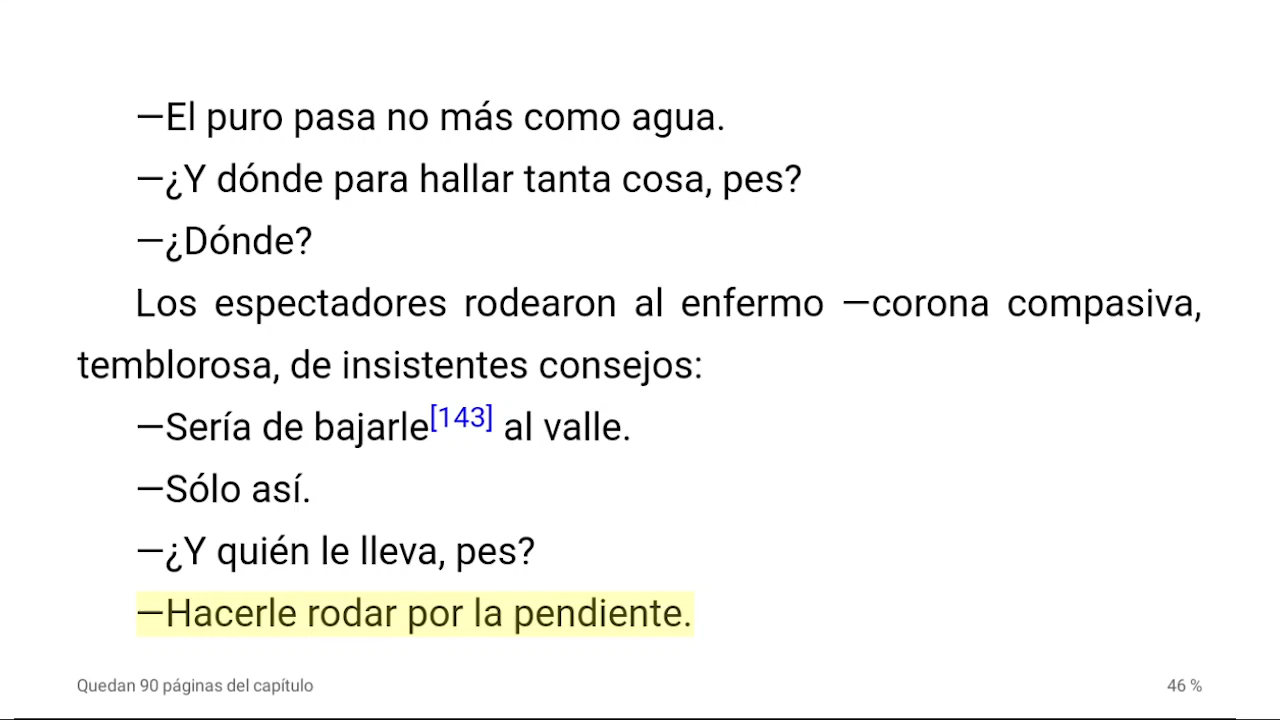 —El puro pasa no más como agua.
—¿Y dónde para hallar tanta cosa, pes?
—¿Dónde?
Los espectadores rodearon al enfermo —corona compasiva,
temblorosa, de insistentes consejos:
—Sería de bajarle[143] al valle.
—Sólo así.
—¿Y quién le lleva, pes?
—Hacerle rodar por la pendiente.
Quedan 90 páginas del capítulo
46 %